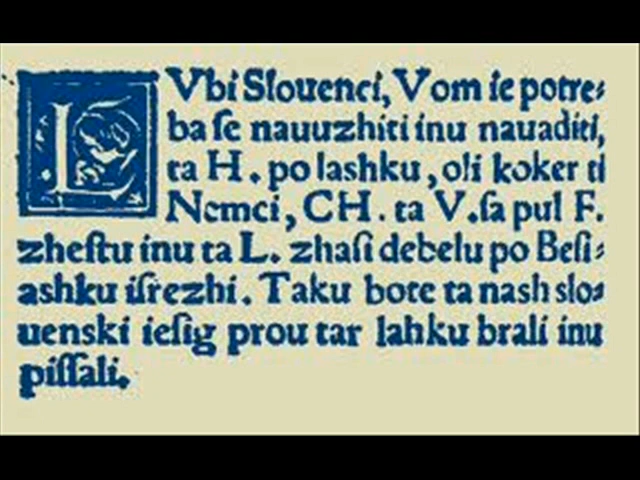 LVbi Slouenci, Vom ſe potre⸗
ba ſe nauuzhiti inu nauaditi,
ta H. po lashku, oli koker ti
Nemci, CH. ta V. ſa pul F.
zheſtu inu ta L. zhaſi debelu po Beſi⸗
ashku iſrezhi. Taku bote ta nash slo⸗
uenski ieſig prou tar lahku brali inu
piſſali.